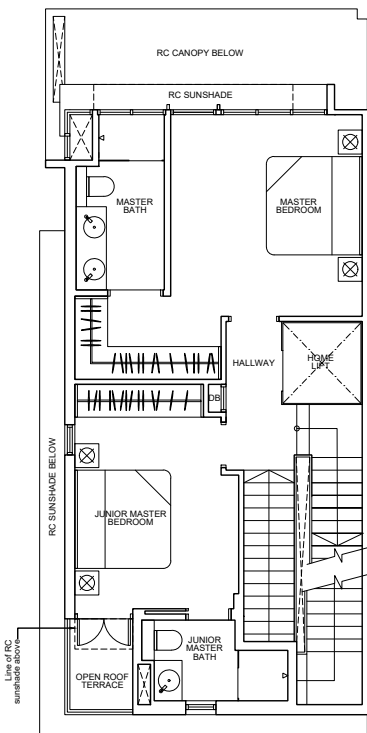 RC CANOPY BELOW
RC SUNSHADE
MASTER
BATH
MASTER
BEDROOM
HALLWAY
HOME
LIFT
DB
RC SUNSHADE BELOW
JUNIOR MASTER
BEDROOM
Line of RC
sunshade above
JUNIOR
MASTER
BATH
OPEN ROOF
TERRACE